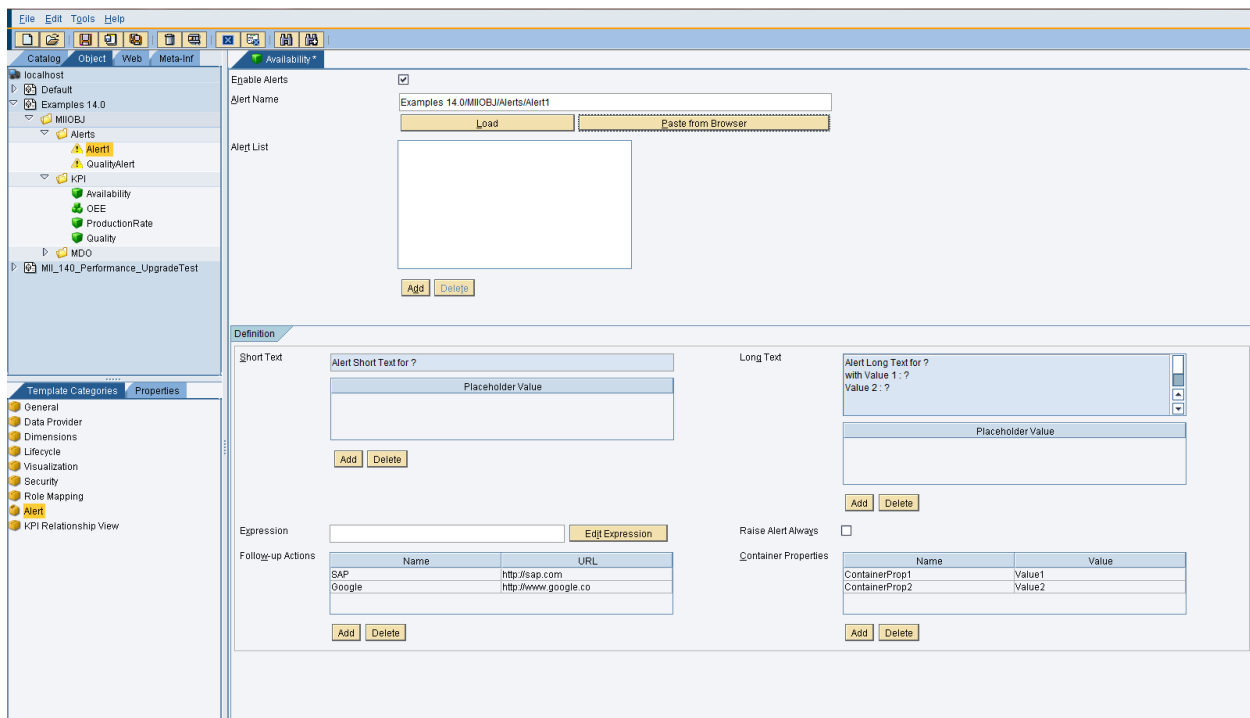 File Edit Tools Help
Catalog Object Web Meta-Inf
localhost
Default
Examples 14.0
MIIOBJ
Alerts
Alert1
QualityAlert
KPI
Availability
OEE
ProductionRate
Quality
MDO
MII_140_Performance_UpgradeTest
Template Categories Properties
General
Data Provider
Dimensions
Lifecycle
Visualization
Security
Role Mapping
Alert
KPI Relationship View
Availability *
Enable Alerts
Alert Name Examples 14.0/MIIOBJ/Alerts/Alert1
Load Paste from Browser
Alert List
Add Delete
Definition
Short Text Alert Short Text for ?
Placeholder Value
Add Delete
Long Text Alert Long Text for ?
with Value 1 : ?
Value 2 : ?
Placeholder Value
Add Delete
Expression Edit Expression
Raise Alert Always
Follow-up Actions Name URL
SAP http://sap.com
Google http://www.google.co
Add Delete
Container Properties Name Value
ContainerProp1 Value1
ContainerProp2 Value2
Add Delete